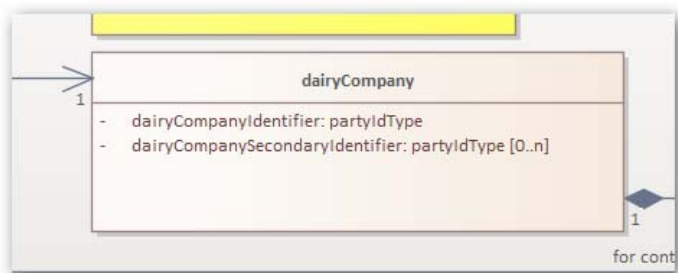 dairyCompany
1
- dairyCompanyIdentifier: partyIdType
- dairyCompanySecondaryIdentifier: partyIdType [0..n]
1
for cont